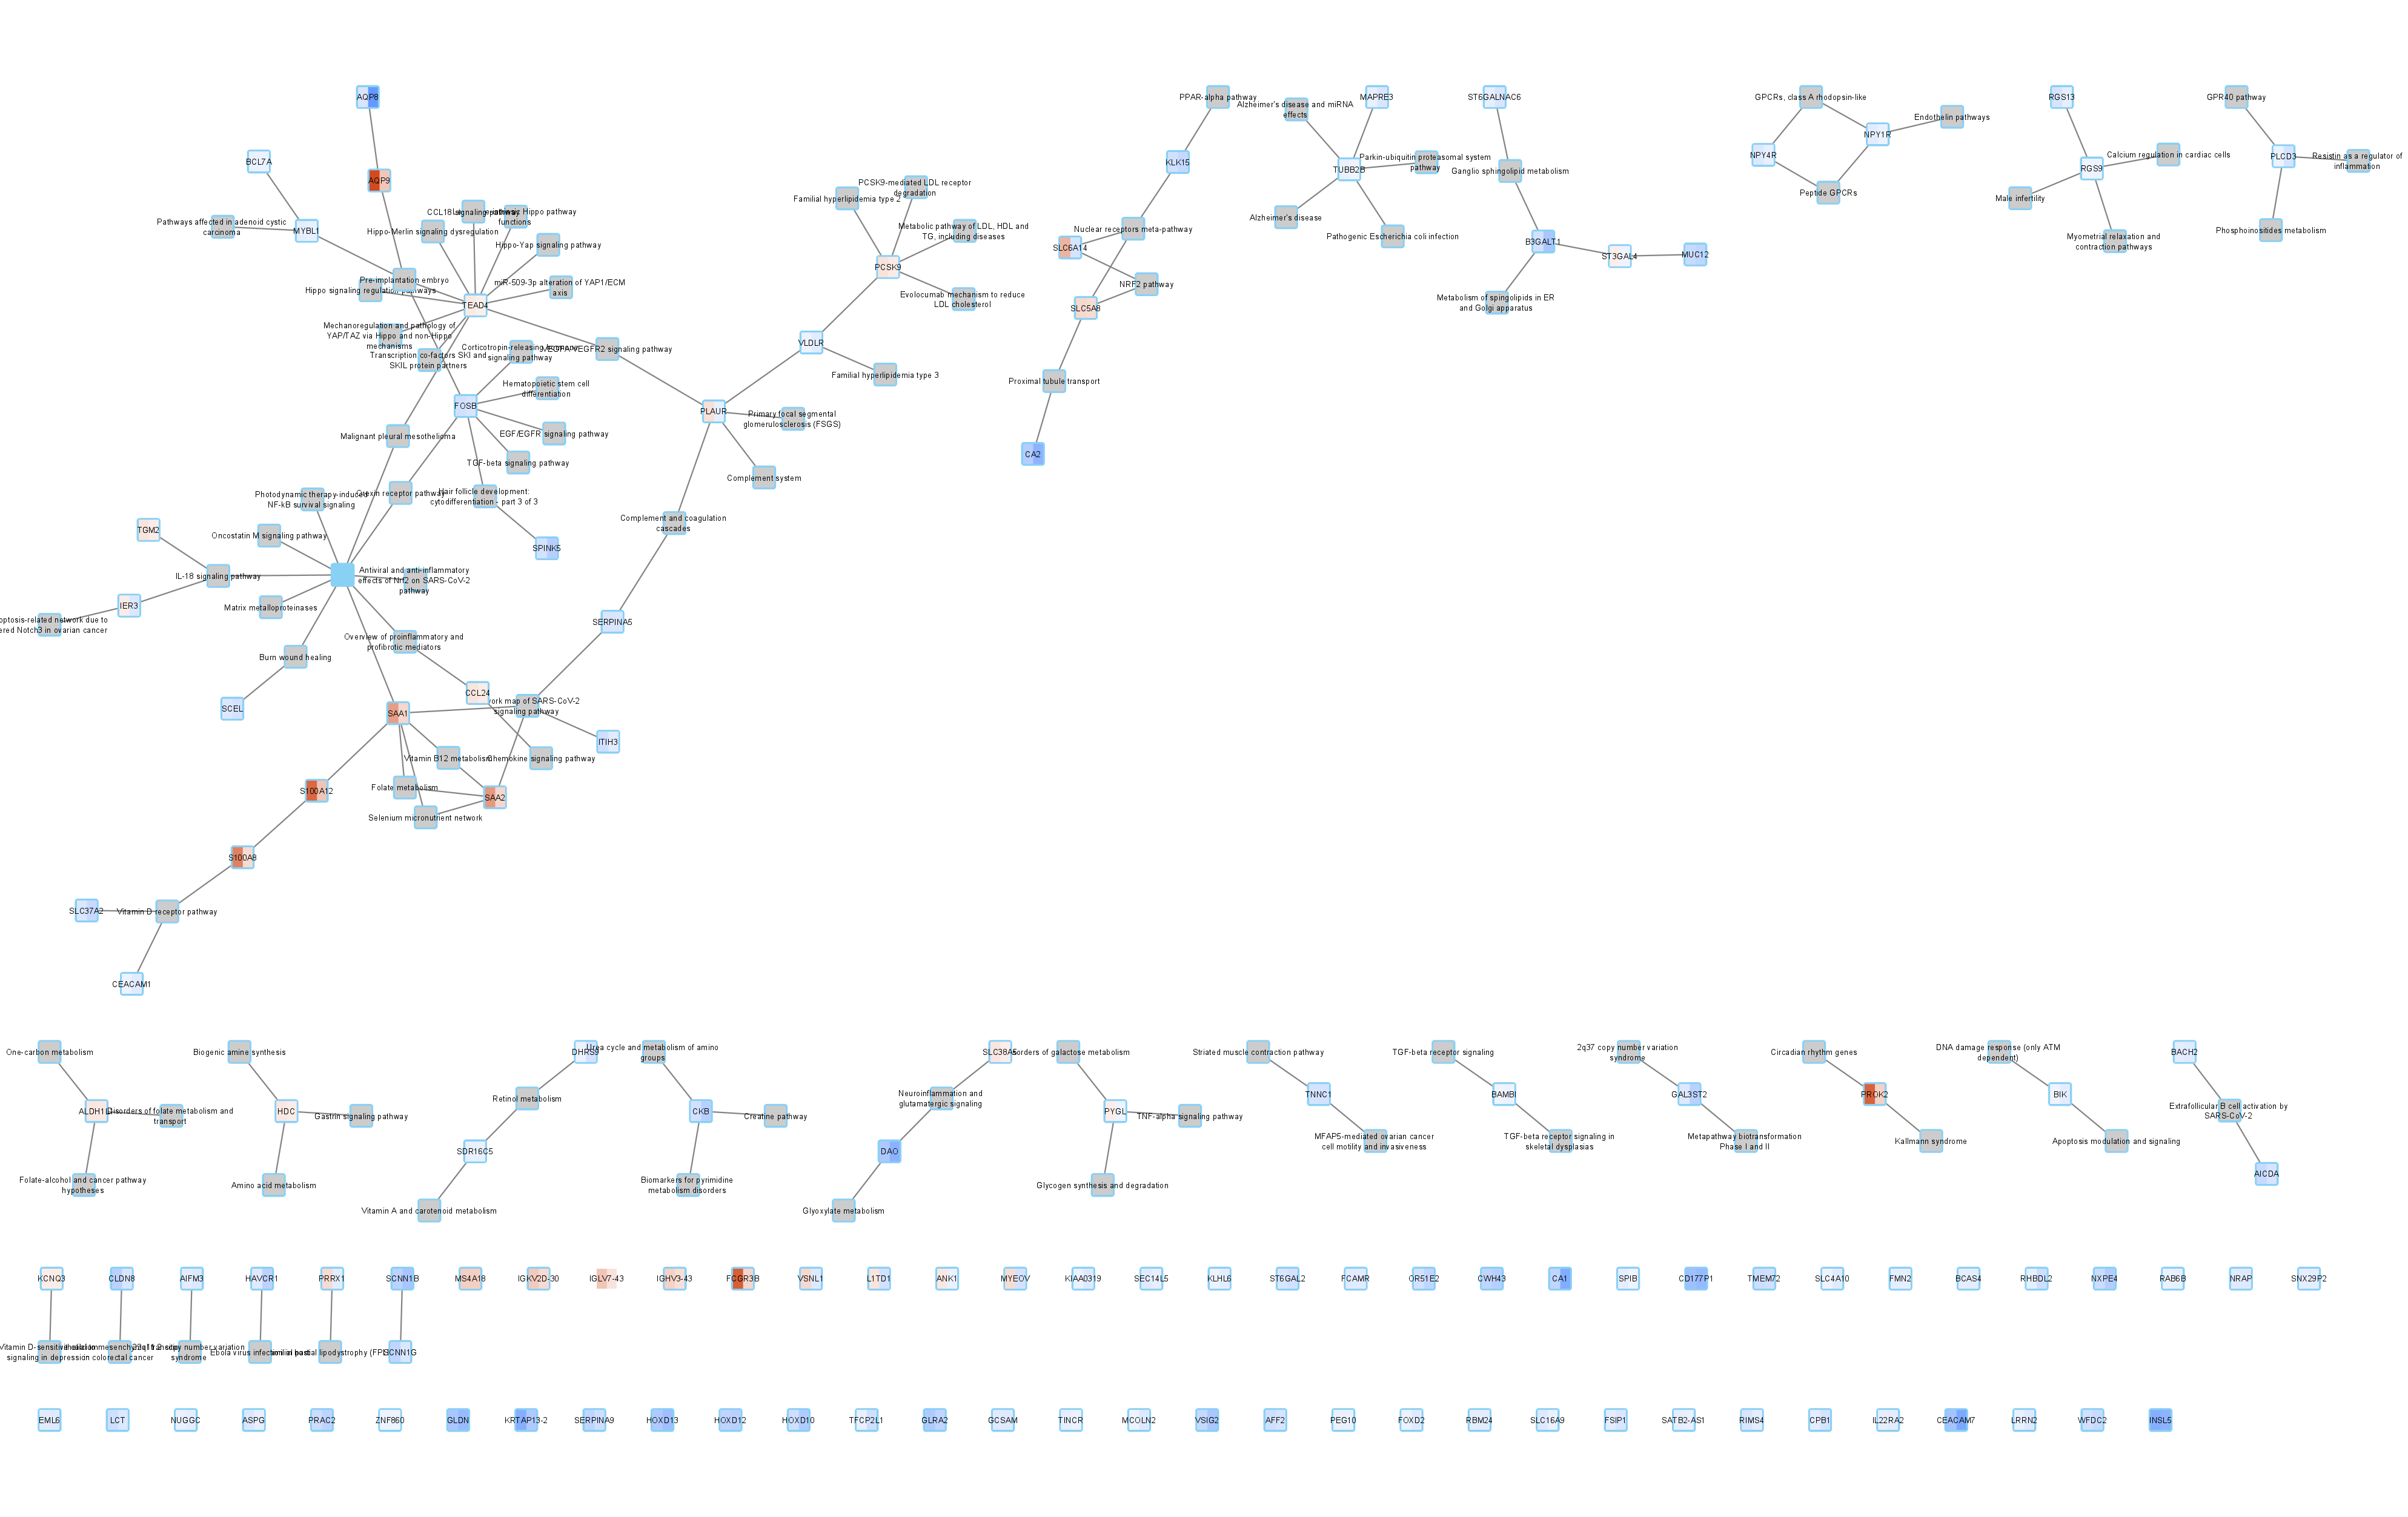 AQP8
PPAR-alpha pathway
Alzheimer's disease and miRNA
effects
MAPRE3
ST6GALNAC6
GPCRs, class A rhodopsin-like
RGS13
GPR40 pathway
Endothelin pathways
NPY1R
BCL7A
AQP9
KLK15
Parkin-ubiquitin proteasomal system
pathway
TUBB2B
Ganglio sphingolipid metabolism
NPY4R
Calcium regulation in cardiac cells
RGS9
PLCD3
Resistin as a regulator of
inflammation
PCSK9-mediated LDL receptor
degradation
Familial hyperlipidemia type 2
Peptide GPCRs
Male infertility
Pathways affected in adenoid cystic
carcinoma
MYBL1
CCL18
signaling pathway
Hippo pathway
functions
Hippo-Merlin signaling dysregulation
Hippo-Yap signaling pathway
Metabolic pathway of LDL, HDL and
TG, including diseases
Alzheimer's disease
Nuclear receptors meta-pathway
Pathogenic Escherichia coli infection
SLC6A14
B3GALT1
ST3GAL4
MUC12
Myometrial relaxation and
contraction pathways
Phosphoinositides metabolism
PCSK9
Pre-implantation embryo
miR-509-3p alteration of YAP1/ECM
axis
Hippo signaling regulation pathways
TEAD4
Evolocumab mechanism to reduce
LDL cholesterol
NRF2 pathway
SLC5A8
Metabolism of spingolipids in ER
and Golgi apparatus
Mechanoregulation and pathology of
YAP/TAZ via Hippo and non-Hippo
mechanisms
Transcription co-factors SKI and
SKIL protein partners
Corticotropin-releasing hormone
signaling pathway
VEGFA-VEGFR2 signaling pathway
VLDLR
Familial hyperlipidemia type 3
Proximal tubule transport
Hematopoietic stem cell
differentiation
FOSB
PLAUR
Primary focal segmental
glomerulosclerosis (FSGS)
Malignant pleural mesothelioma
EGF/EGFR signaling pathway
CA2
TGF-beta signaling pathway
Complement system
Photodynamic therapy-induced
NF-kB survival signaling
Orexin receptor pathway
Hair follicle development:
cytodifferentiation - part 3 of 3
TGM2
Oncostatin M signaling pathway
Complement and coagulation
cascades
SPINK5
IL-18 signaling pathway
Antiviral and anti-inflammatory
effects of Nrf2 on SARS-CoV-2
pathway
IER3
Matrix metalloproteinases
optosis-related network due to
ered Notch3 in ovarian cancer
SERPINA5
Overview of proinflammatory and
profibrotic mediators
Burn wound healing
CCL24
SCEL
SAA1
ork map of SARS-CoV-2
signaling pathway
ITIH3
Vitamin B12 metabolism
Chemokine signaling pathway
S100A12
Folate metabolism
SAA2
Selenium micronutrient network
S100A8
SLC37A2
Vitamin D receptor pathway
CEACAM1
One-carbon metabolism
Biogenic amine synthesis
DHRS9
Urea cycle and metabolism of amino
groups
SLC38A5
orders of galactose metabolism
Striated muscle contraction pathway
TGF-beta receptor signaling
2q37 copy number variation
syndrome
Circadian rhythm genes
DNA damage response (only ATM
dependent)
BACH2
Retinol metabolism
Neuroinflammation and
glutamatergic signaling
TNNC1
BAMBI
GAL3ST2
PROK2
BIK
ALDH1L
Disorders of folate metabolism and
transport
HDC
Gastrin signaling pathway
CKB
Creatine pathway
PYGL
TNF-alpha signaling pathway
Extrafollicular B cell activation by
SARS-CoV-2
SDR16C5
DAO
MFAP5-mediated ovarian cancer
cell motility and invasiveness
TGF-beta receptor signaling in
skeletal dysplasias
Metapathway biotransformation
Phase I and II
Kallmann syndrome
Apoptosis modulation and signaling
AICDA
Folate-alcohol and cancer pathway
hypotheses
Amino acid metabolism
Biomarkers for pyrimidine
metabolism disorders
Glycogen synthesis and degradation
Vitamin A and carotenoid metabolism
Glyoxylate metabolism
KCNQ3 CLDN8 AIFM3 HAVCR1 PRRX1 SCNN1B MS4A18 IGKV2D-30 IGLV7-43 IGHV3-43 FCGR3B VSNL1 L1TD1 ANK1 MYEOV KIAA0319 SEC14L5 KLHL6 ST6GAL2 FCAMR OR51E2 CWH43 CA1 SPIB CD177P1 TMEM72 SLC4A10 FMN2 BCAS4 RHBDL2 NXPE4 RAB6B NRAP SNX29P2
Vitamin D-sensitive
signaling in depression
colorectal cancer
copy number variation
syndrome
Ebola virus infection in host
partial lipodystrophy (FPL
SCNN1G
EML6 LCT NUGGC ASPG PRAC2 ZNF860 GLDN KRTAP13-2 SERPINA9 HOXD13 HOXD12 HOXD10 TFCP2L1 GLRA2 GCSAM TINCR MCOLN2 VSIG2 AFF2 PEG10 FOXD2 RBM24 SLC16A9 FSIP1 SATB2-AS1 RIMS4 CPB1 IL22RA2 CEACAM7 LRRN2 WFDC2 INSL5